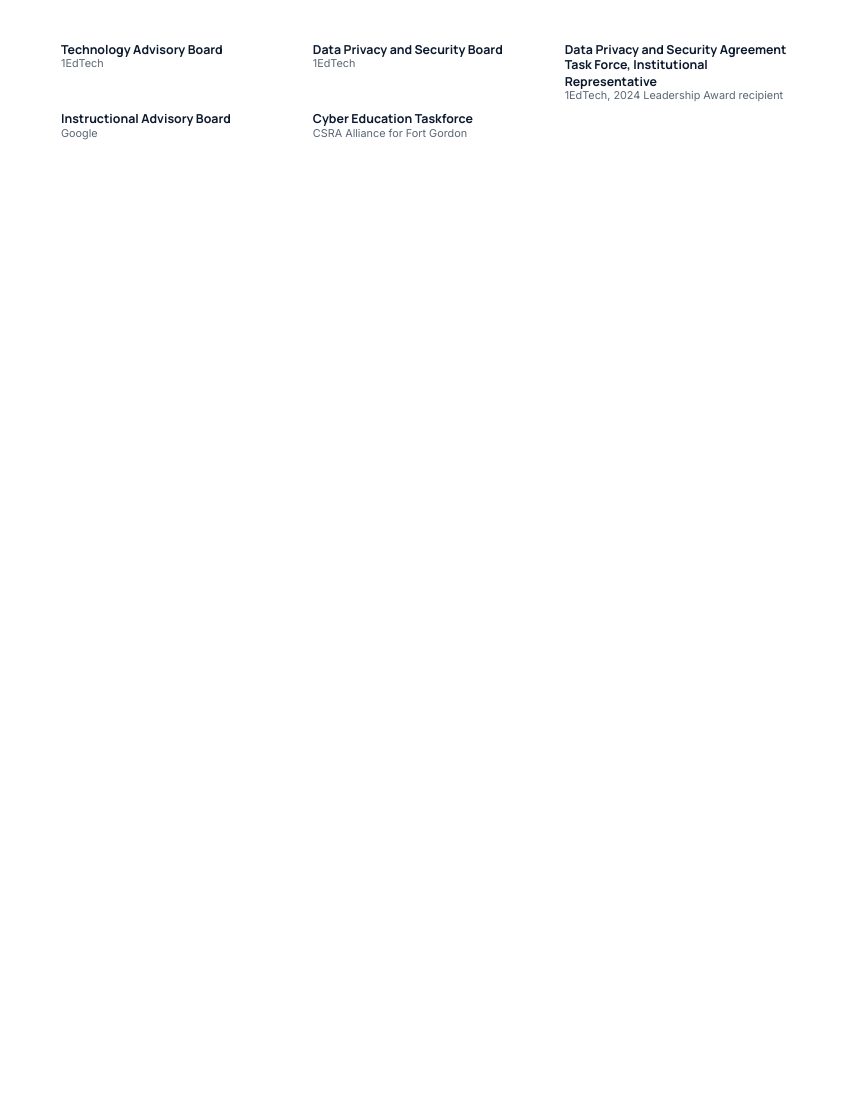 Technology Advisory Board
1EdTech
Data Privacy and Security Board
1EdTech
Data Privacy and Security Agreement
Task Force, Institutional
Representative
1EdTech, 2024 Leadership Award recipient
Instructional Advisory Board
Google
Cyber Education Taskforce
CSRA Alliance for Fort Gordon